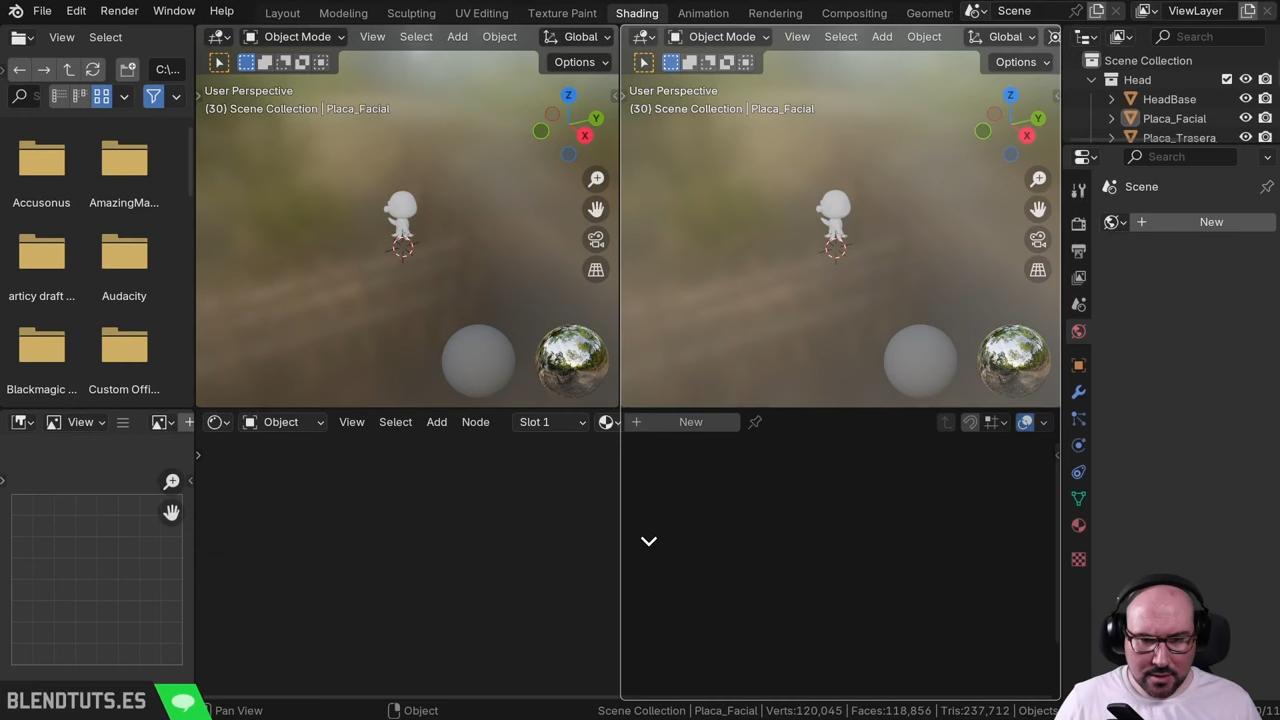 File Edit Render Window Help Layout Modeling Sculpting UV Editing Texture Paint Shading Animation Rendering Compositing Geometr Scene ViewLayer
View Select Object Mode View Select Add Object Global Object Mode View Select Add Object Global Search
Options Options Scene Collection
C:\...
Head
HeadBase
Placa_Facial
Placa_Trasera
User Perspective
(30) Scene Collection | Placa_Facial
User Perspective
(30) Scene Collection | Placa_Facial
Z
Y
X
Z
Y
X
Search
Scene
New
Accusonus AmazingMa...
articy draft ... Audacity
Blackmagic ... Custom Offi...
View Object View Select Add Node Slot 1 New
BLENDTUTS.ES
Pan View Object Scene Collection | Placa_Facial | Verts:120,045 | Faces:118,856 | Tris:237,712 | Objects